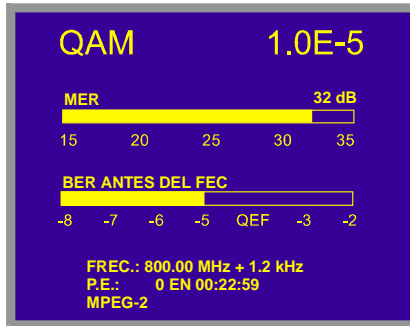 QAM 1.0E-5
MER 32 dB
15 20 25 30 35
BER ANTES DEL FEC
-8 -7 -6 -5 QEF -3 -2
FREC.: 800.00 MHz + 1.2 kHz
P.E.: 0 EN 00:22:59
MPEG-2